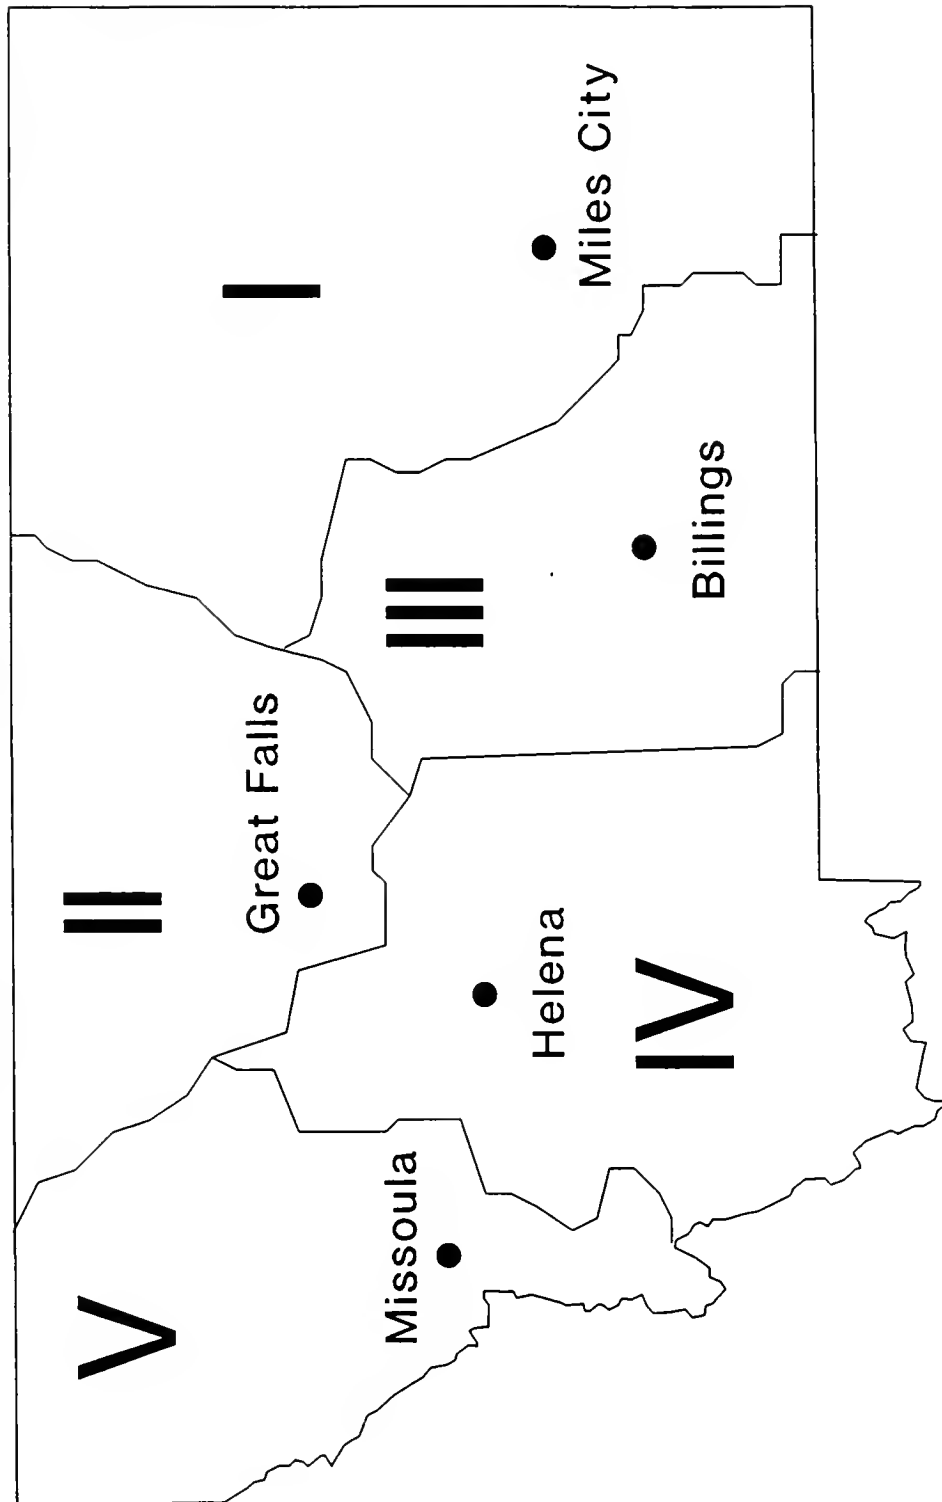 V
II
I
Great Falls
Missoula
III
Helena
Miles City
IV
Billings